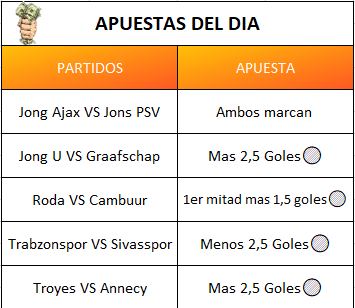 APUESTAS DEL DIA
PARTIDOS APUESTA
Jong Ajax VS Jons PSV Ambos marcan
Jong U VS Graafschap Mas 2,5 Goles
Roda VS Cambuur 1er mitad mas 1,5 goles
Trabzonspor VS Sivasspor Menos 2,5 Goles
Troyes VS Annecy Mas 2,5 Goles